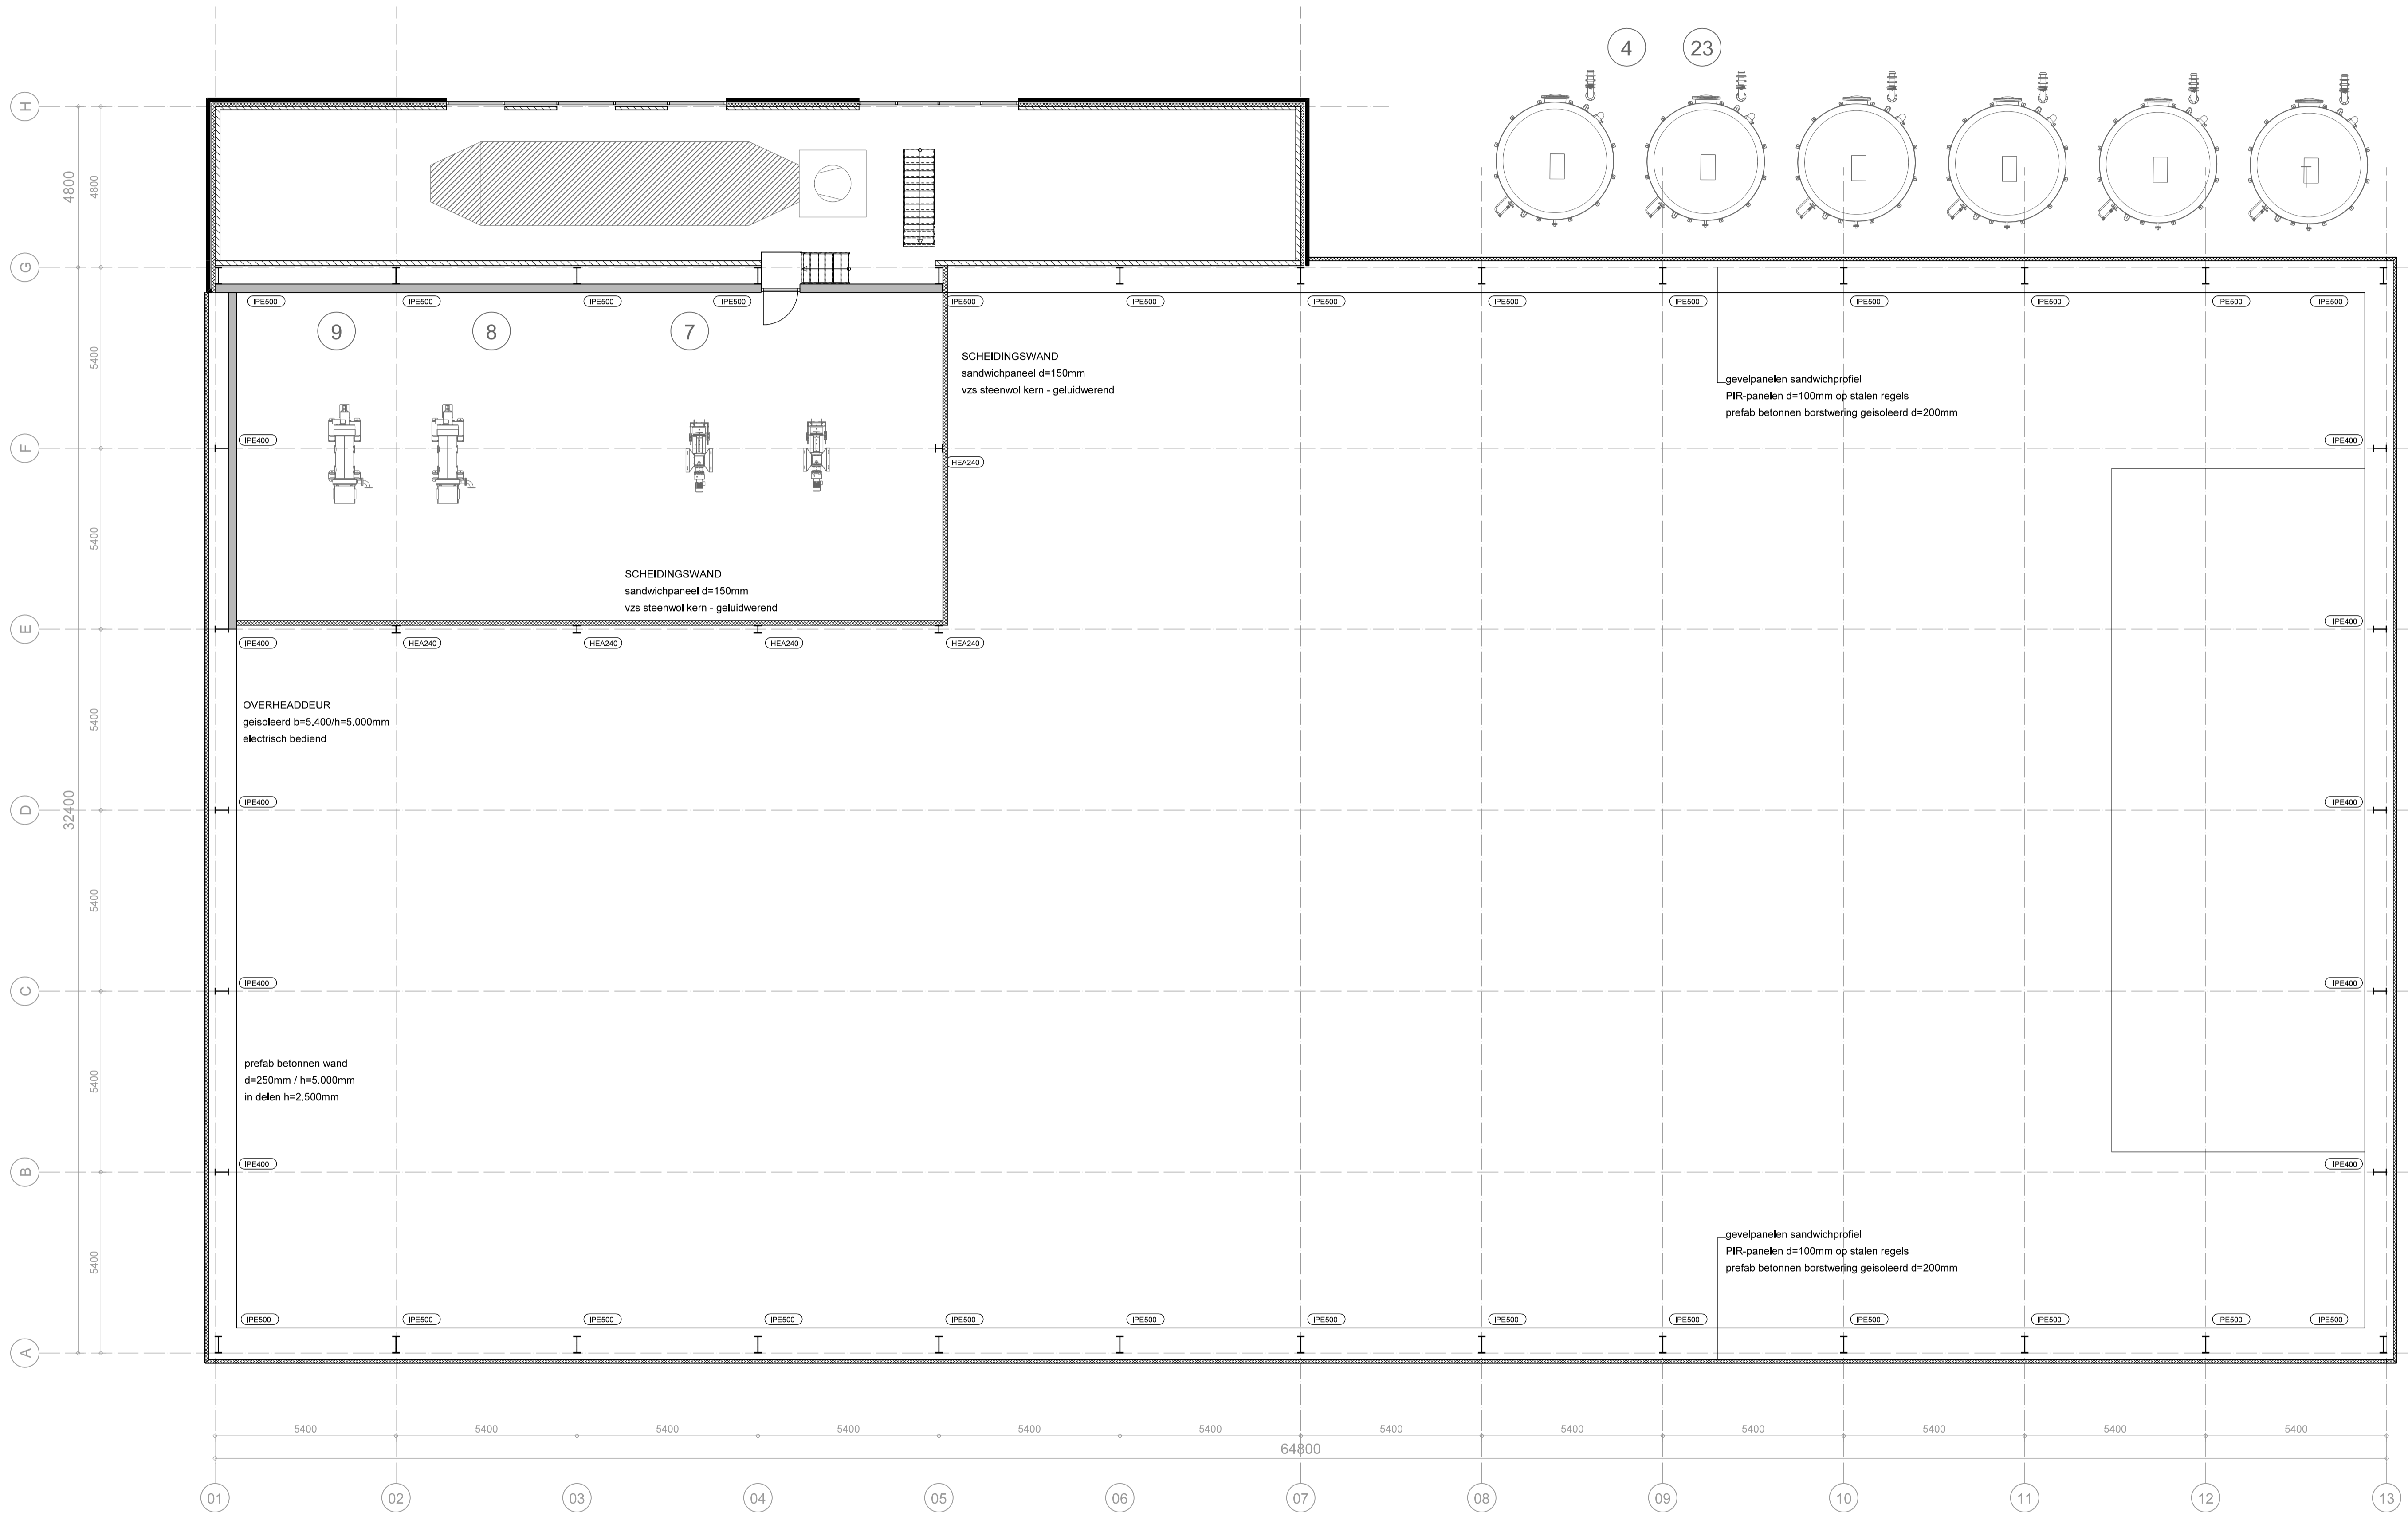 4 23
H
4800 4800
G
IPE500 IPE500 IPE500 IPE500 IPE500 IPE500 IPE500 IPE500 IPE500 IPE500 IPE500 IPE500 IPE500
9 8 7
5400
SCHEIDINGSWAND
sandwichpaneel d=150mm
vzs steenwol kern - geluidwerend
gevelpanelen sandwichprofiel
PIR-panelen d=100mm op stalen regels
prefab betonnen borstwering geisoleerd d=200mm
F
IPE400 IPE400
HEA240
5400
SCHEIDINGSWAND
sandwichpaneel d=150mm
vzs steenwol kern - geluidwerend
E
IPE400
IPE400 HEA240 HEA240 HEA240 HEA240
OVERHEADDEUR
geisoleerd b=5.400/h=5.000mm
electrisch bediend
5400
D
32400
IPE400 IPE400
5400
C
IPE400 IPE400
prefab betonnen wand
d=250mm / h=5.000mm
in delen h=2.500mm
5400
B
IPE400 IPE400
gevelpanelen sandwichprofiel
PIR-panelen d=100mm op stalen regels
prefab betonnen borstwering geisoleerd d=200mm
5400
IPE500 IPE500 IPE500 IPE500 IPE500 IPE500 IPE500 IPE500 IPE500 IPE500 IPE500 IPE500 IPE500
A
5400 5400 5400 5400 5400 5400 5400 5400 5400 5400 5400 5400
64800
01 02 03 04 05 06 07 08 09 10 11 12 13